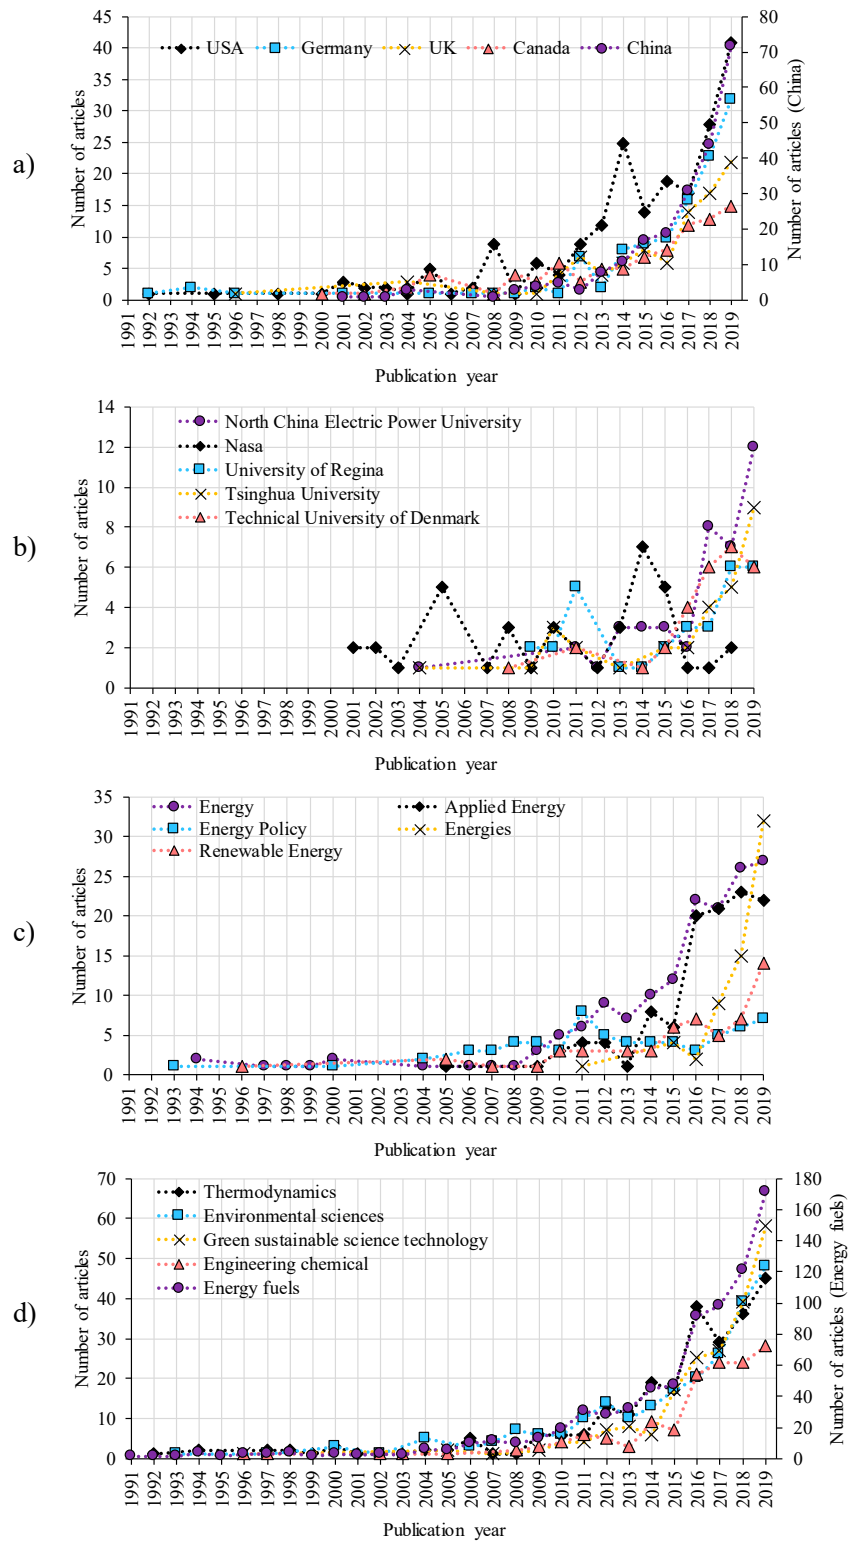 a)
45
40
35
30
25
20
15
10
5
0
Number of articles
USA Germany UK Canada China
80
70
60
50
40
30
20
10
0
Number of articles (China)
1991 1992 1993 1994 1995 1996 1997 1998 1999 2000 2001 2002 2003 2004 2005 2006 2007 2008 2009 2010 2011 2012 2013 2014 2015 2016 2017 2018 2019
Publication year
b)
14
12
10
8
6
4
2
0
Number of articles
North China Electric Power University
Nasa
University of Regina
Tsinghua University
Technical University of Denmark
1991 1992 1993 1994 1995 1996 1997 1998 1999 2000 2001 2002 2003 2004 2005 2006 2007 2008 2009 2010 2011 2012 2013 2014 2015 2016 2017 2018 2019
Publication year
c)
35
30
25
20
15
10
5
0
Number of articles
Energy Applied Energy
Energy Policy Energies
Renewable Energy
1991 1992 1993 1994 1995 1996 1997 1998 1999 2000 2001 2002 2003 2004 2005 2006 2007 2008 2009 2010 2011 2012 2013 2014 2015 2016 2017 2018 2019
Publication year
d)
70
60
50
40
30
20
10
0
Number of articles
Thermodynamics
Environmental sciences
Green sustainable science technology
Engineering chemical
Energy fuels
180
160
140
120
100
80
60
40
20
0
Number of articles (Energy fuels)
1991 1992 1993 1994 1995 1996 1997 1998 1999 2000 2001 2002 2003 2004 2005 2006 2007 2008 2009 2010 2011 2012 2013 2014 2015 2016 2017 2018 2019
Publication year